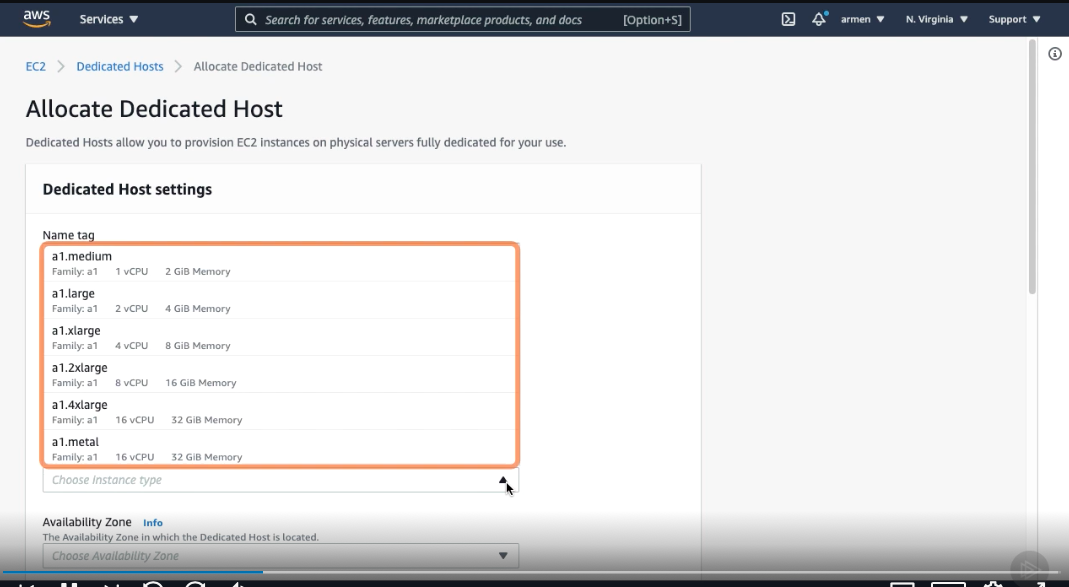 aws Services Search for services, features, marketplace products, and docs [Option+S] armen N. Virginia Support
EC2 Dedicated Hosts Allocate Dedicated Host
Allocate Dedicated Host
Dedicated Hosts allow you to provision EC2 instances on physical servers fully dedicated for your use.
Dedicated Host settings
Name tag
a1.medium
Family: a1 1 vCPU 2 GiB Memory
a1.large
Family: a1 2 vCPU 4 GiB Memory
a1.xlarge
Family: a1 4 vCPU 8 GiB Memory
a1.2xlarge
Family: a1 8 vCPU 16 GiB Memory
a1.4xlarge
Family: a1 16 vCPU 32 GiB Memory
a1.metal
Family: a1 16 vCPU 32 GiB Memory
Choose Instance type
Availability Zone Info
The Availability Zone in which the Dedicated Host is located.
Choose Availability Zone